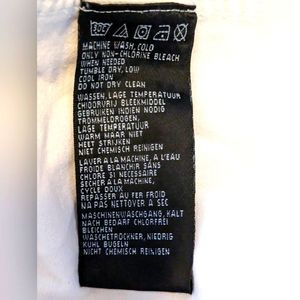 30C
MACHINE WASH, COLD
ONLY NON-CHLORINE BLEACH
WHEN NEEDED
TUMBLE DRY, LOW
COOL IRON
DO NOT DRY CLEAN
WASSEN, LAGE TEMPERATUUR
CHLOORVRIJ BLEEKMIDDEL
GEBRUIKEN INDIEN NODIG
TROMMELDROGEN,
LAGE TEMPERATUUR
WARM MAAR NIET
HEET STRIJKEN
NIET CHEMISCH REINIGEN
LAVER A LA MACHINE, A L'EAU
FROIDE BLANCHIR SANS
CHLORE SI NECESSAIRE
SECHER A LA MACHINE,
CYCLE DOUX
REPASSER AU FER FROID
NA PAS NETTOYER A SEC
MASCHINENWASCHGANG, KALT
NACH BEDARF CHLORFREI
BLEICHEN
WASCHETROCKNER, NIEDRIG
KUHL BUGELN
NICHT CHEMISCH REINIGEN